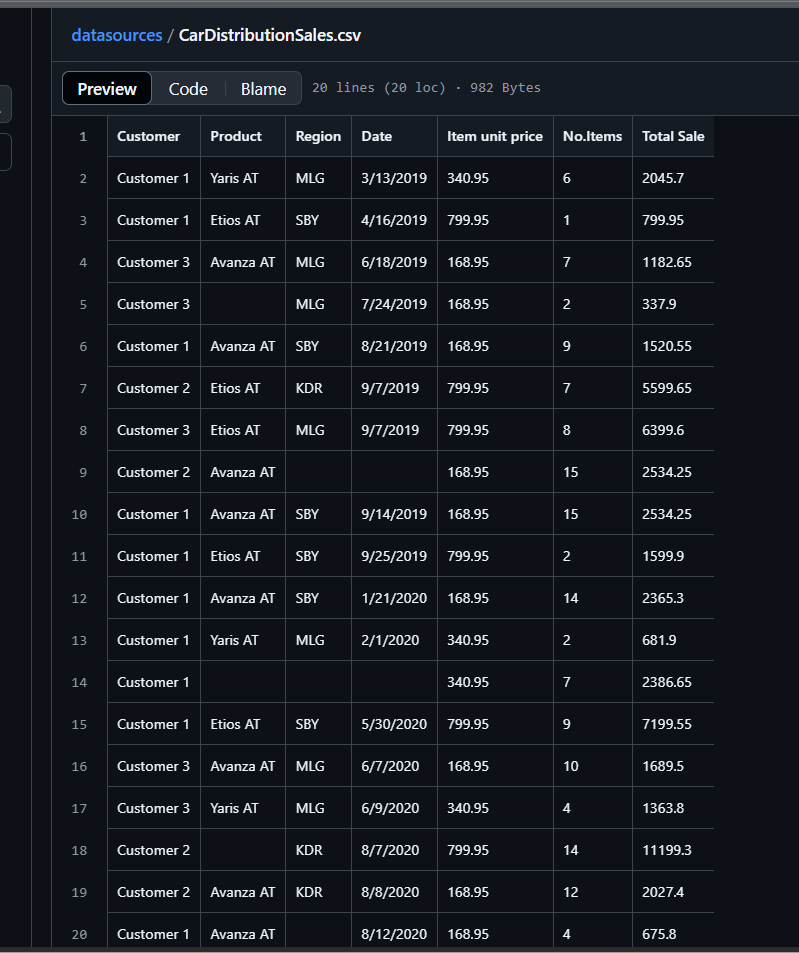 datasources / CarDistributionSales.csv
Preview Code Blame 20 lines (20 loc) · 982 Bytes
1 Customer Product Region Date Item unit price No.Items Total Sale
2 Customer 1 Yaris AT MLG 3/13/2019 340.95 6 2045.7
3 Customer 1 Etios AT SBY 4/16/2019 799.95 1 799.95
4 Customer 3 Avanza AT MLG 6/18/2019 168.95 7 1182.65
5 Customer 3 MLG 7/24/2019 168.95 2 337.9
6 Customer 1 Avanza AT SBY 8/21/2019 168.95 9 1520.55
7 Customer 2 Etios AT KDR 9/7/2019 799.95 7 5599.65
8 Customer 3 Etios AT MLG 9/7/2019 799.95 8 6399.6
9 Customer 2 Avanza AT 168.95 15 2534.25
10 Customer 1 Avanza AT SBY 9/14/2019 168.95 15 2534.25
11 Customer 1 Etios AT SBY 9/25/2019 799.95 2 1599.9
12 Customer 1 Avanza AT SBY 1/21/2020 168.95 14 2365.3
13 Customer 1 Yaris AT MLG 2/1/2020 340.95 2 681.9
14 Customer 1 340.95 7 2386.65
15 Customer 1 Etios AT SBY 5/30/2020 799.95 9 7199.55
16 Customer 3 Avanza AT MLG 6/7/2020 168.95 10 1689.5
17 Customer 3 Yaris AT MLG 6/9/2020 340.95 4 1363.8
18 Customer 2 KDR 8/7/2020 799.95 14 11199.3
19 Customer 2 Avanza AT KDR 8/8/2020 168.95 12 2027.4
20 Customer 1 Avanza AT 8/12/2020 168.95 4 675.8